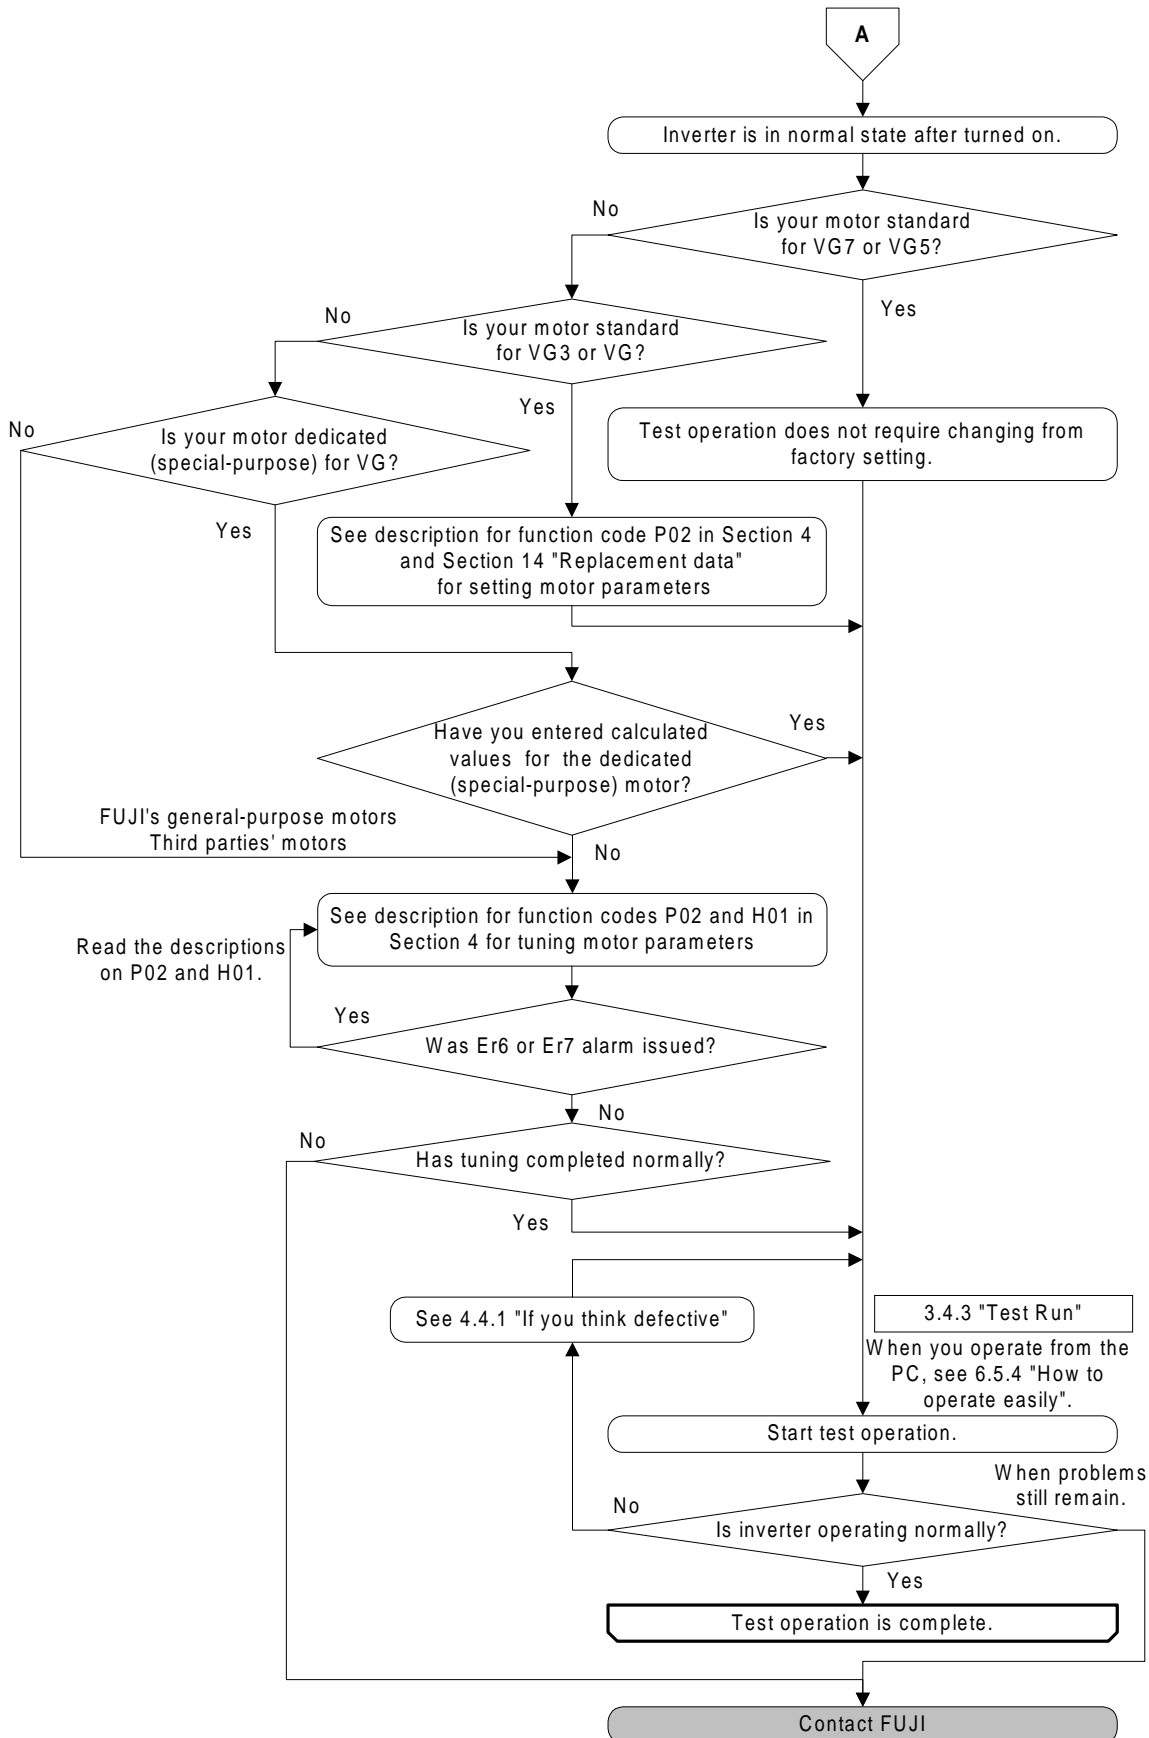 A
Inverter is in normal state after turned on.
No
Is your motor standard
for VG7 or VG5?
Yes
No
Is your motor standard
for VG3 or VG?
Yes
No
Is your motor dedicated
(special-purpose) for VG?
Yes
Test operation does not require changing from
factory setting.
See description for function code P02 in Section 4
and Section 14 "Replacement data"
for setting motor parameters
Have you entered calculated
values for the dedicated
(special-purpose) motor?
Yes
FUJI's general-purpose motors
Third parties' motors
No
See description for function codes P02 and H01 in
Section 4 for tuning motor parameters
Read the descriptions
on P02 and H01.
Yes
Was Er6 or Er7 alarm issued?
No
No
Has tuning completed normally?
Yes
See 4.4.1 "If you think defective"
3.4.3 "Test Run"
When you operate from the
PC, see 6.5.4 "How to
operate easily".
Start test operation.
When problems
still remain.
No
Is inverter operating normally?
Yes
Test operation is complete.
Contact FUJI